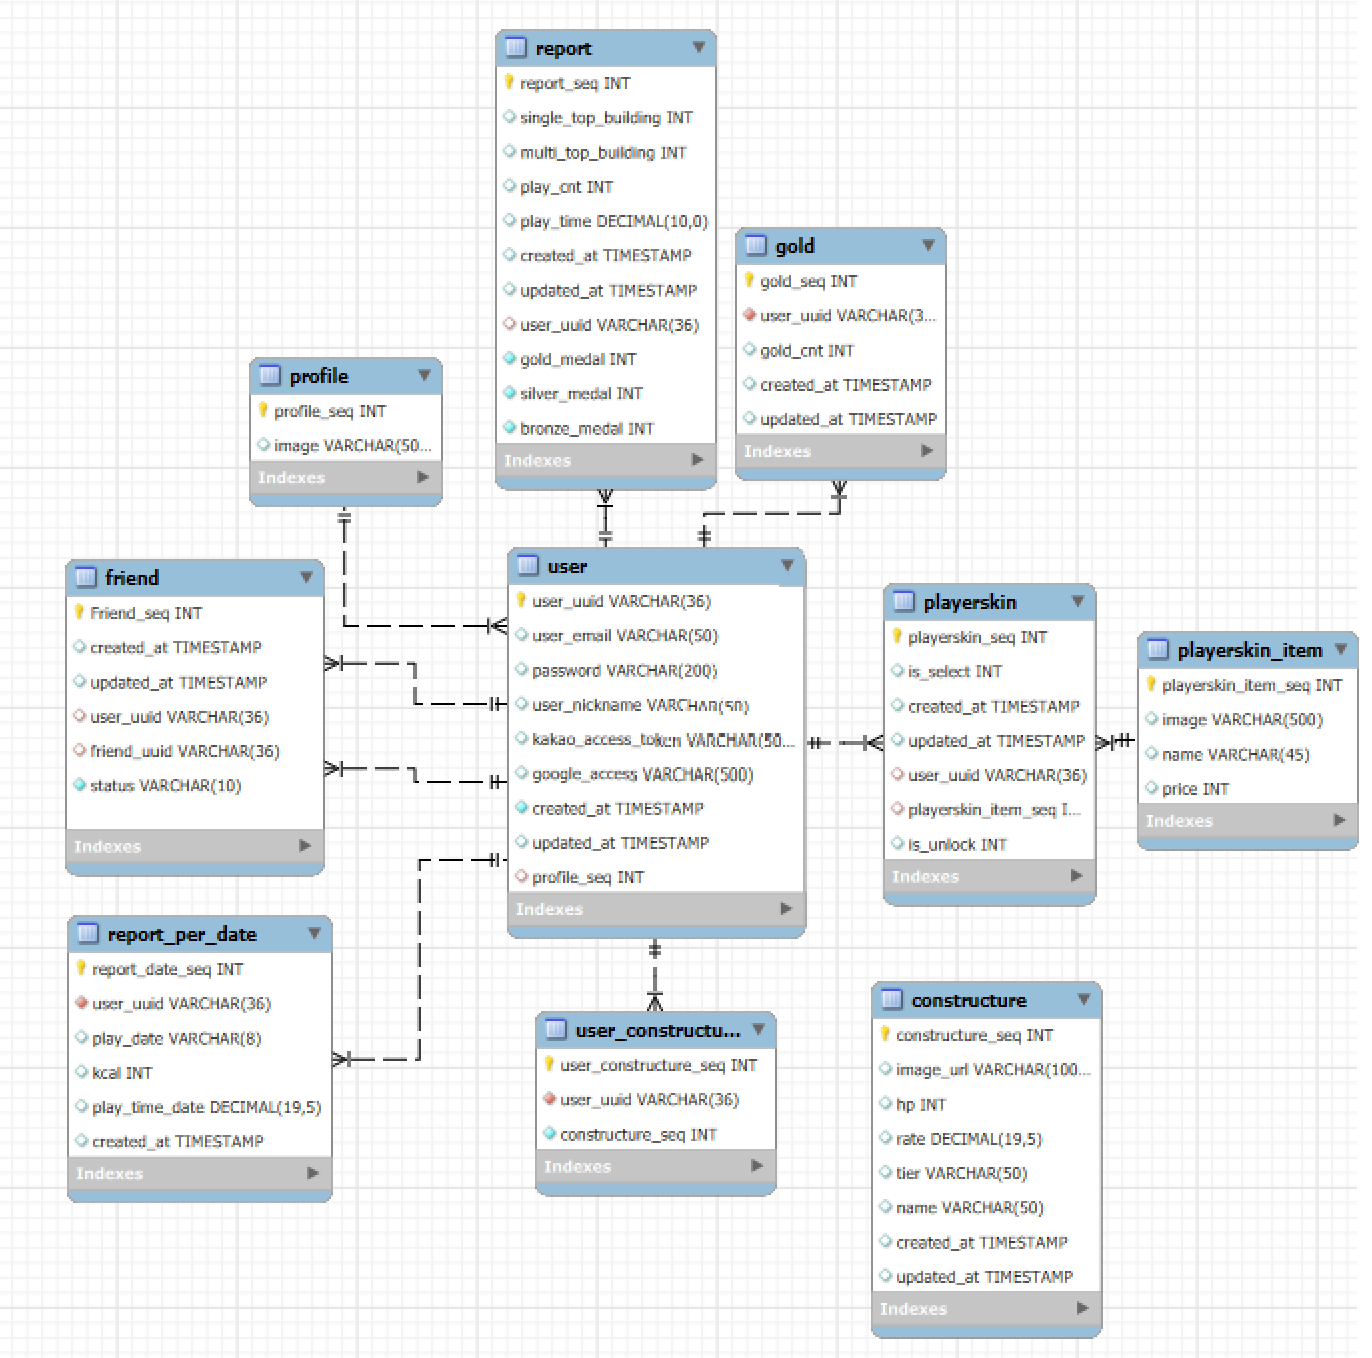 report
report_seq INT
single_top_building INT
multi_top_building INT
play_cnt INT
play_time DECIMAL(10,0)
created_at TIMESTAMP
updated_at TIMESTAMP
user_uuid VARCHAR(36)
gold_medal INT
silver_medal INT
bronze_medal INT
Indexes
gold
gold_seq INT
user_uuid VARCHAR(3...
gold_cnt INT
created_at TIMESTAMP
updated_at TIMESTAMP
Indexes
profile
profile_seq INT
image VARCHAR(50...
Indexes
friend
Friend_seq INT
created_at TIMESTAMP
updated_at TIMESTAMP
user_uuid VARCHAR(36)
friend_uuid VARCHAR(36)
status VARCHAR(10)
Indexes
user
user_uuid VARCHAR(36)
user_email VARCHAR(50)
password VARCHAR(200)
user_nickname VARCHAR(50)
kakao_access_token VARCHAR(50...
google_access VARCHAR(500)
created_at TIMESTAMP
updated_at TIMESTAMP
profile_seq INT
Indexes
playerskin
playerskin_seq INT
is_select INT
created_at TIMESTAMP
updated_at TIMESTAMP
user_uuid VARCHAR(36)
playerskin_item_seq I...
is_unlock INT
Indexes
playerskin_item
playerskin_item_seq INT
image VARCHAR(500)
name VARCHAR(45)
price INT
Indexes
report_per_date
report_date_seq INT
user_uuid VARCHAR(36)
play_date VARCHAR(8)
kcal INT
play_time_date DECIMAL(19,5)
created_at TIMESTAMP
Indexes
user_constructu...
user_constructure_seq INT
user_uuid VARCHAR(36)
constructure_seq INT
Indexes
constructure
constructure_seq INT
image_url VARCHAR(100...
hp INT
rate DECIMAL(19,5)
tier VARCHAR(50)
name VARCHAR(50)
created_at TIMESTAMP
updated_at TIMESTAMP
Indexes